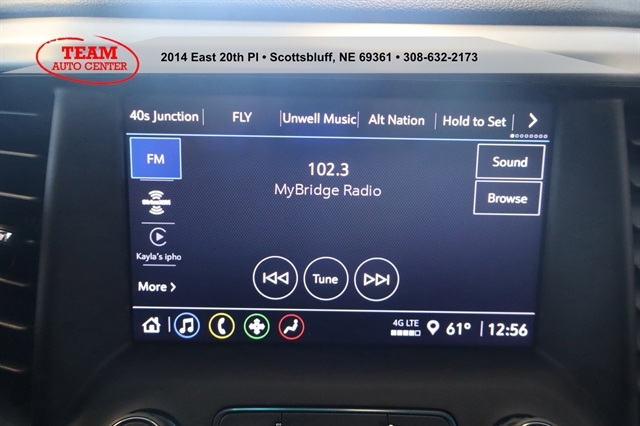 TEAM
AUTO CENTER
2014 East 20th Pl • Scottsbluff, NE 69361 • 308-632-2173
40s Junction
FLY
Unwell Music
Alt Nation
Hold to Set
FM
102.3
MyBridge Radio
Sound
Browse
SiriusXM
Kayla's ipho
More
Tune
4G LTE
61°
12:56